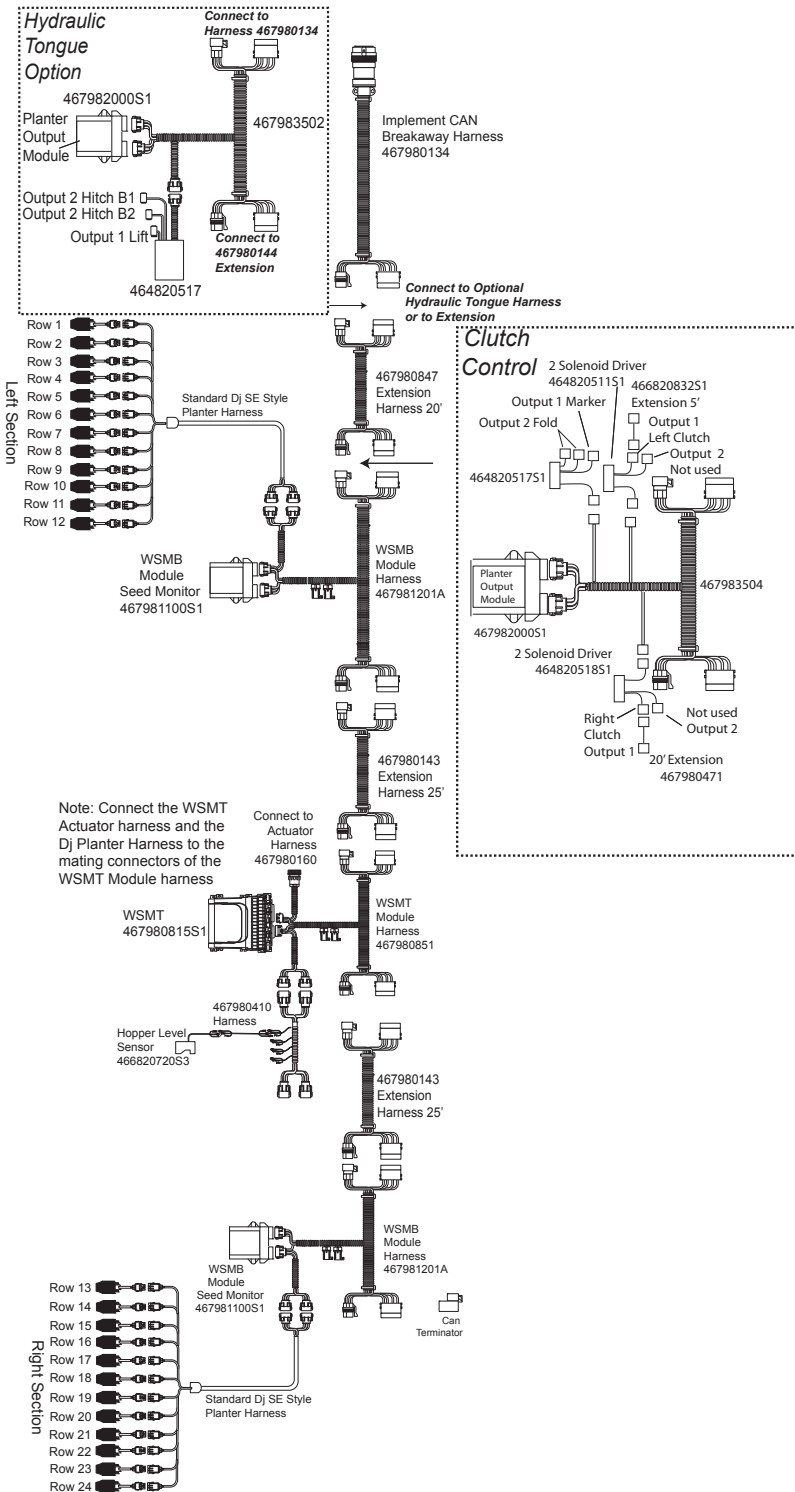 Hydraulic
Tongue
Option
Connect to
Harness 467980134
467982000S1
Planter
Output
Module
467983502
Output 2 Hitch B1
Output 2 Hitch B2
Output 1 Lift
464820517
Connect to
467980144
Extension
Implement CAN
Breakaway Harness
467980134
Connect to Optional
Hydraulic Tongue Harness
or to Extension
Left Section
Row 1
Row 2
Row 3
Row 4
Row 5
Row 6
Row 7
Row 8
Row 9
Row 10
Row 11
Row 12
Standard Dj SE Style
Planter Harness
467980847
Extension
Harness 20'
WSMB
Module
Seed Monitor
467981100S1
WSMB
Module
Harness
467981201A
Clutch
Control
2 Solenoid Driver
464820511S1
466820832S1
Extension 5'
Output 1 Marker
Output 2 Fold
Output 1
Left Clutch
Output 2
Not used
464820517S1
Planter
Output
Module
467982000S1
467983504
2 Solenoid Driver
464820518S1
Right
Clutch
Output 1
Not used
Output 2
20' Extension
467980471
467980143
Extension
Harness 25'
Note: Connect the WSMT
Actuator harness and the
Dj Planter Harness to the
mating connectors of the
WSMT Module harness
Connect to
Actuator
Harness
467980160
WSMT
467980815S1
WSMT
Module
Harness
467980851
467980410
Harness
Hopper Level
Sensor
466820720S3
467980143
Extension
Harness 25'
WSMB
Module
Seed Monitor
467981100S1
WSMB
Module
Harness
467981201A
Can
Terminator
Right Section
Row 13
Row 14
Row 15
Row 16
Row 17
Row 18
Row 19
Row 20
Row 21
Row 22
Row 23
Row 24
Standard Dj SE Style
Planter Harness